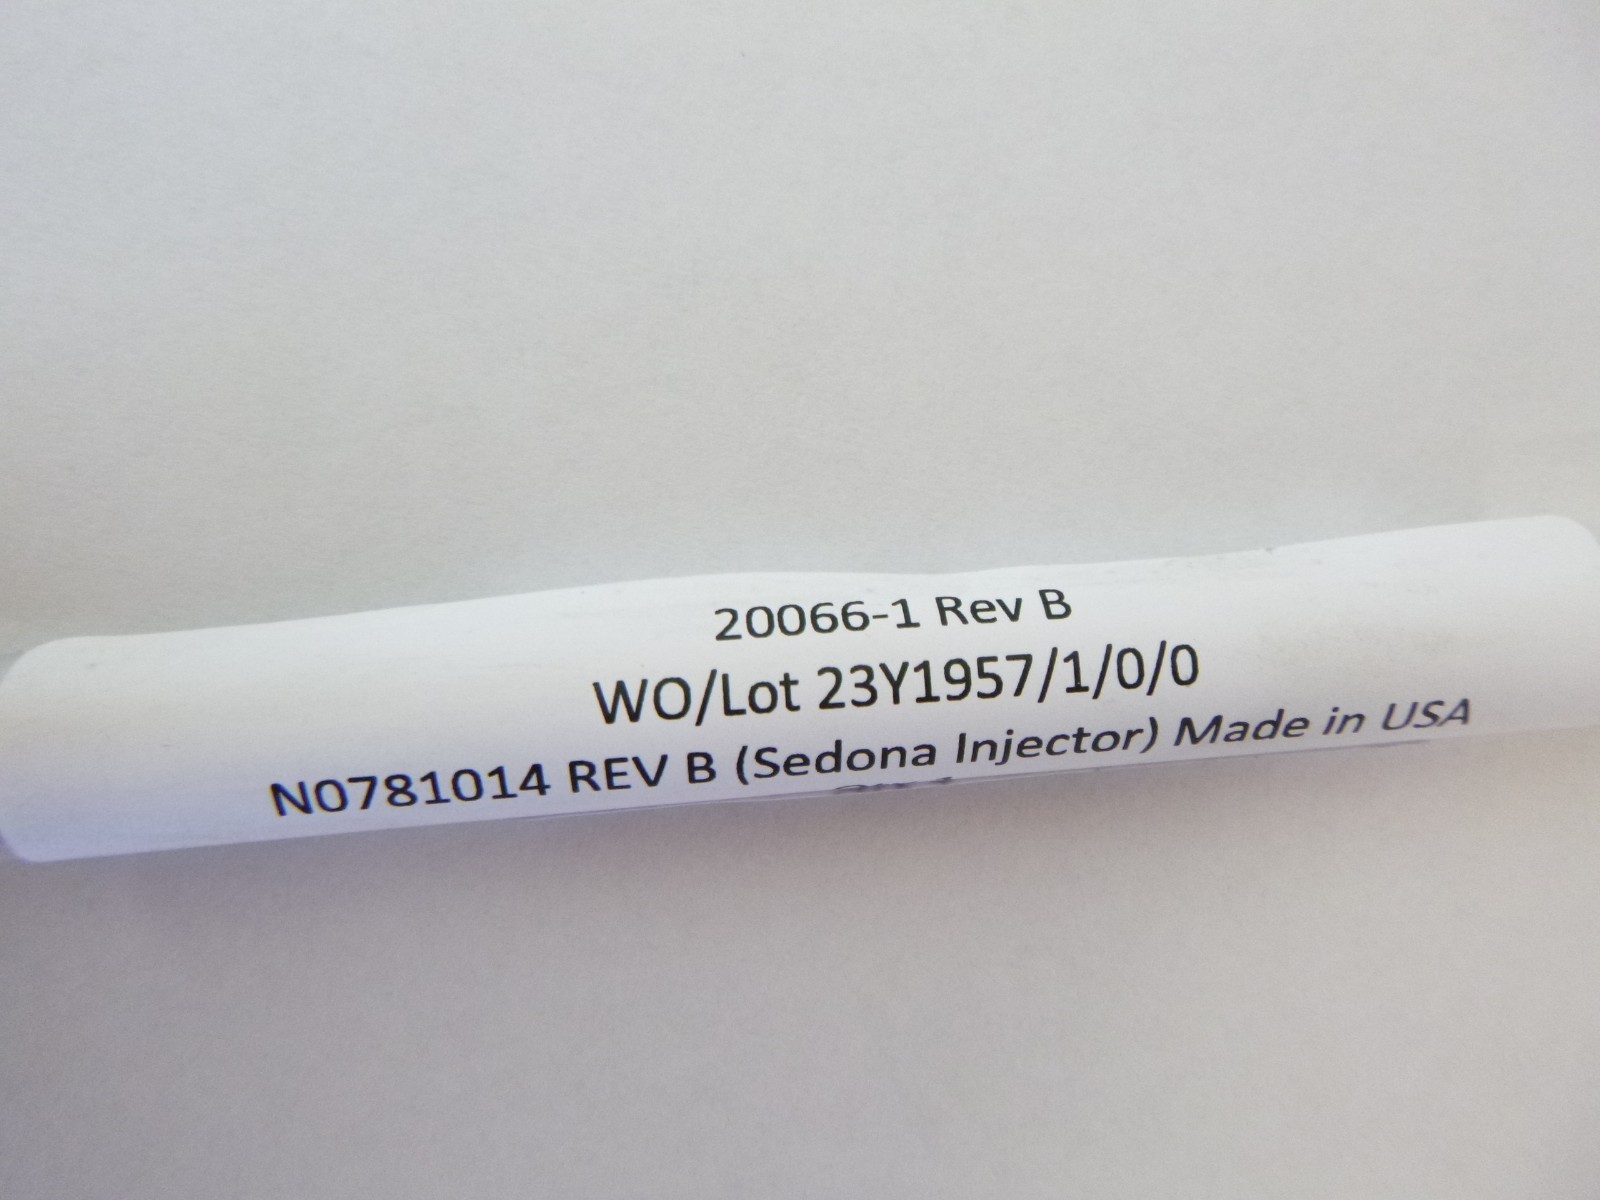 20066-1 Rev B
WO/Lot 23Y1957/1/0/0
N0781014 REV B (Sedona Injector) Made in USA